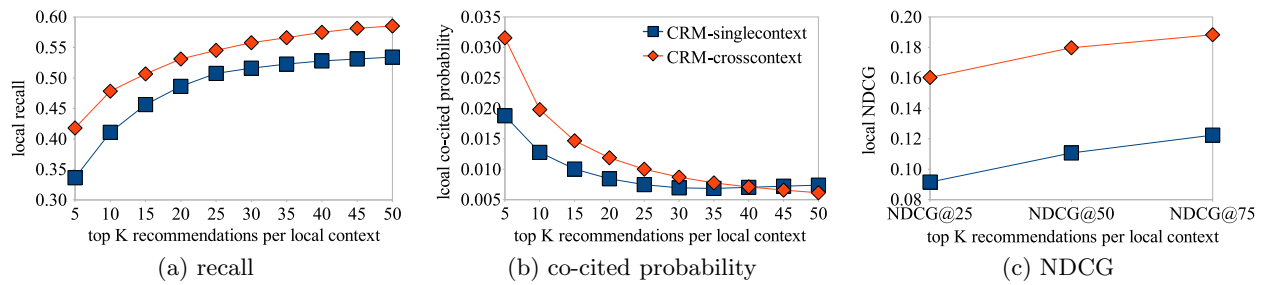 local recall
0.60
0.55
0.50
0.45
0.40
0.35
0.30
5 10 15 20 25 30 35 40 45 50
top K recommendations per local context
(a) recall
lcoal co-cited probability
0.035
0.030
0.025
0.020
0.015
0.010
0.005
CRM-singlecontext
CRM-crosscontext
5 10 15 20 25 30 35 40 45 50
top K recommendations per local context
(b) co-cited probability
local NDCG
0.20
0.18
0.16
0.14
0.12
0.10
0.08
NDCG@25 NDCG@50 NDCG@75
top K recommendations per local context
(c) NDCG